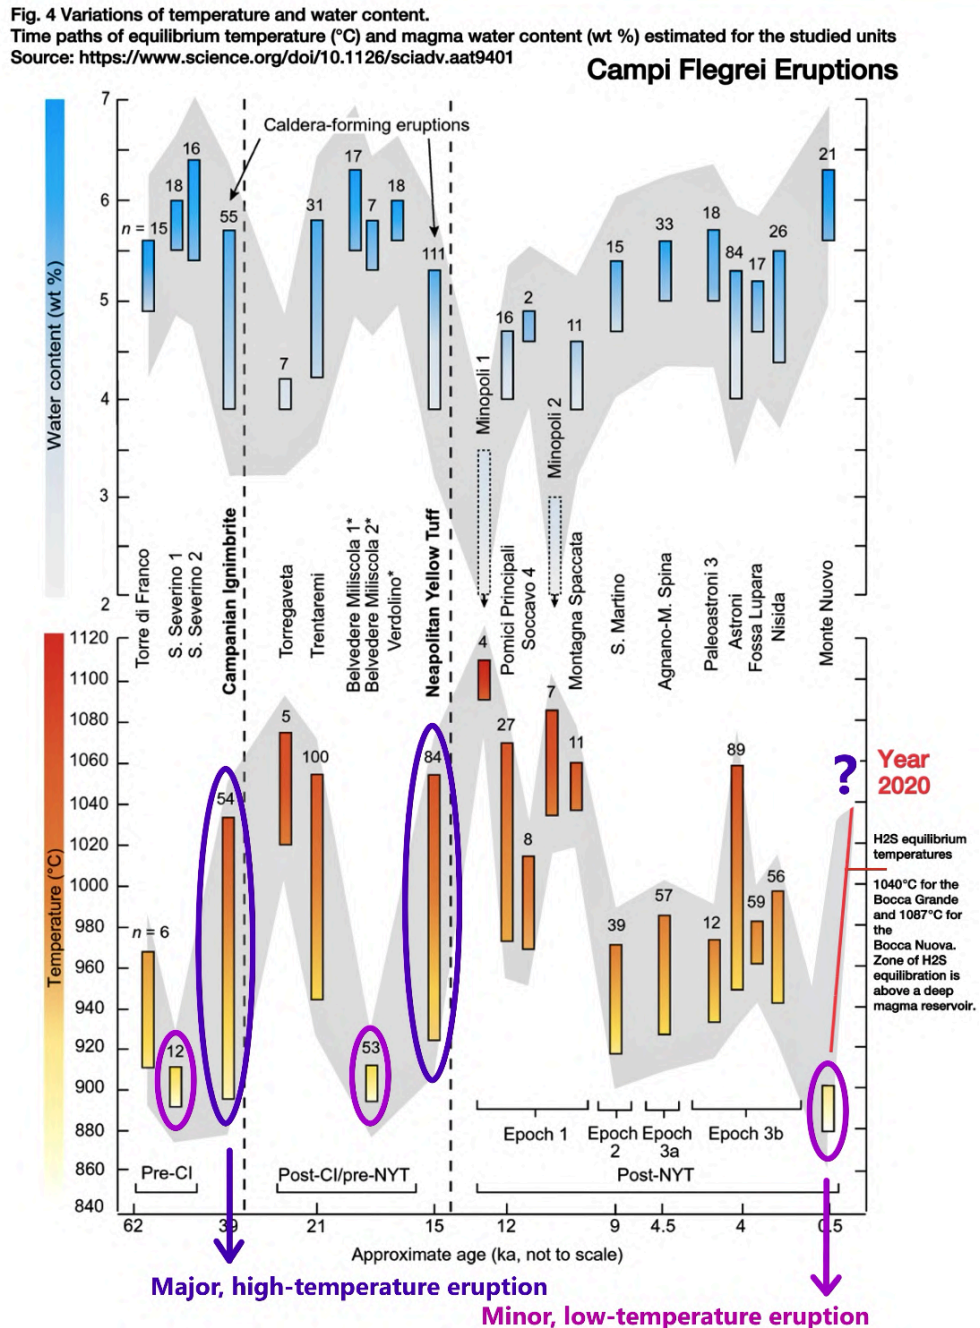 Fig. 4 Variations of temperature and water content.
Time paths of equilibrium temperature (°C) and magma water content (wt %) estimated for the studied units
Source: https://www.science.org/doi/10.1126/sciadv.aat9401
Campi Flegrei Eruptions
Caldera-forming eruptions
Water content (wt %)
7
6
5
4
3
2
n = 15
18
16
55
7
31
17
7
18
111
16
2
11
15
33
18
84
17
26
21
Minopoli 1
Minopoli 2
Torre di Franco
S. Severino 1
S. Severino 2
Campanian Ignimbrite
Torregaveta
Trentaremi
Belvedere Miliscola 1*
Belvedere Miliscola 2*
Verdolino*
Neapolitan Yellow Tuff
Pomici Principali
Soccavo 4
Montagna Spaccata
S. Martino
Agnano-M. Spina
Paleoastroni 3
Astroni
Fossa Lupara
Nisida
Monte Nuovo
Temperature (°C)
1120
1100
1080
1060
1040
1020
1000
980
960
940
920
900
880
860
840
n = 6
12
54
5
100
53
84
4
27
8
7
11
39
57
12
89
59
56
?
Year
2020
H2S equilibrium
temperatures
1040°C for the
Bocca Grande
and 1087°C for
the
Bocca Nuova.
Zone of H2S
equilibration is
above a deep
magma reservoir.
Epoch 1
Epoch
2
Epoch
3a
Epoch 3b
Pre-CI
Post-CI/pre-NYT
Post-NYT
62
39
21
15
12
9
4.5
4
0.5
Approximate age (ka, not to scale)
Major, high-temperature eruption
Minor, low-temperature eruption